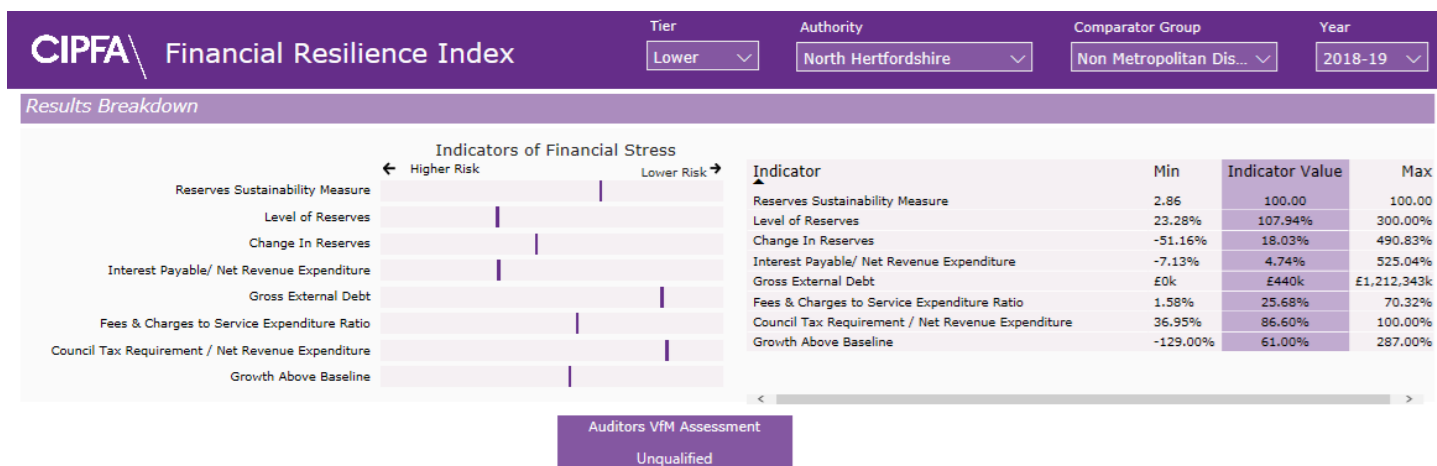 CIPFA\ Financial Resilience Index
Tier
Lower
Authority
North Hertfordshire
Comparator Group
Non Metropolitan Dis...
Year
2018-19
Results Breakdown
Indicators of Financial Stress
← Higher Risk Lower Risk →
Reserves Sustainability Measure
Level of Reserves
Change In Reserves
Interest Payable/ Net Revenue Expenditure
Gross External Debt
Fees & Charges to Service Expenditure Ratio
Council Tax Requirement / Net Revenue Expenditure
Growth Above Baseline
Indicator Min Indicator Value Max
Reserves Sustainability Measure 2.86 100.00 100.00
Level of Reserves 23.28% 107.94% 300.00%
Change In Reserves -51.16% 18.03% 490.83%
Interest Payable/ Net Revenue Expenditure -7.13% 4.74% 525.04%
Gross External Debt £0k £440k £1,212,343k
Fees & Charges to Service Expenditure Ratio 1.58% 25.68% 70.32%
Council Tax Requirement / Net Revenue Expenditure 36.95% 86.60% 100.00%
Growth Above Baseline -129.00% 61.00% 287.00%
Auditors VfM Assessment
Unqualified